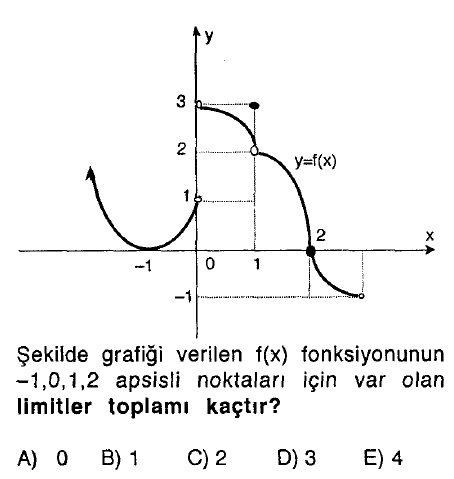 y
3
2
y=f(x)
1
2
x
-1
0
1
-1
Şekilde grafiği verilen f(x) fonksiyonunun
-1,0,1,2 apsisli noktaları için var olan
limitler toplamı kaçtır?
A) 0 B) 1 C) 2 D) 3 E) 4